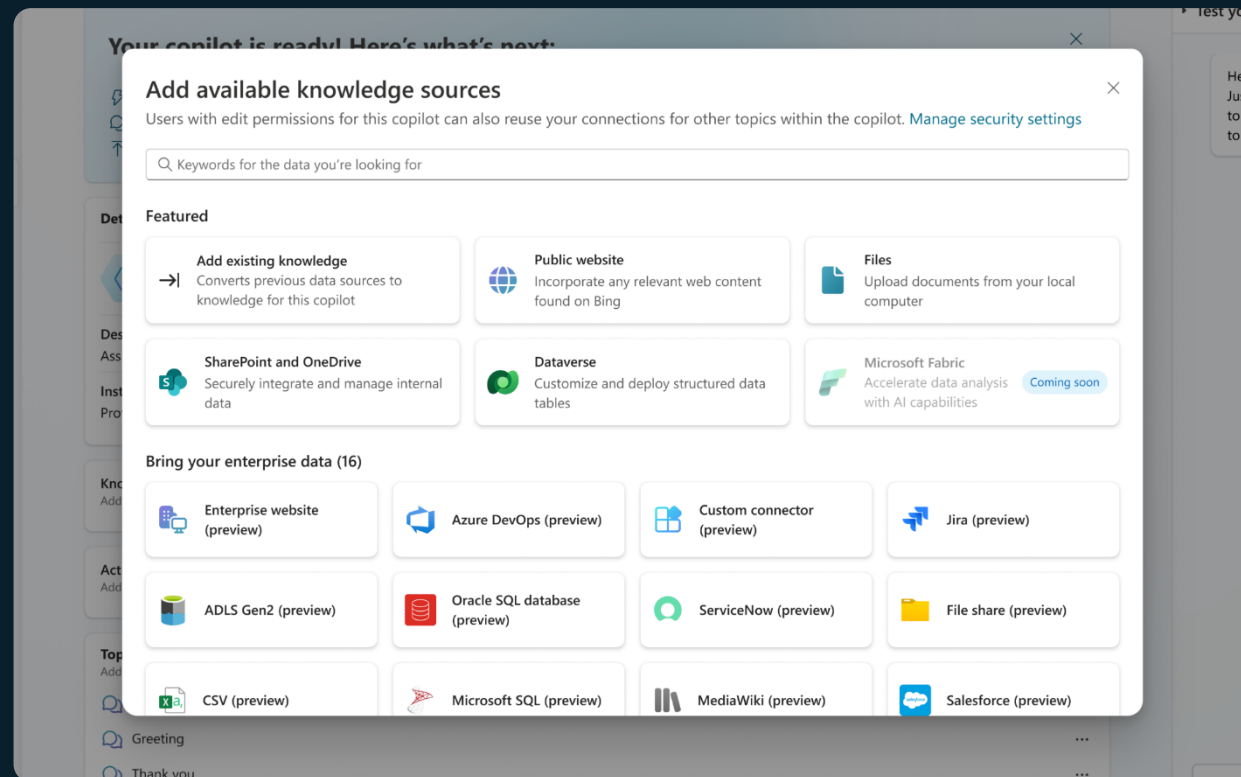 Your copilot is ready! Here's what's next:
Test
Add available knowledge sources
Users with edit permissions for this copilot can also reuse your connections for other topics within the copilot. Manage security settings
Keywords for the data you're looking for
Featured
Add existing knowledge
Converts previous data sources to
knowledge for this copilot
Public website
Incorporate any relevant web content
found on Bing
Files
Upload documents from your local
computer
SharePoint and OneDrive
Securely integrate and manage internal
data
Dataverse
Customize and deploy structured data
tables
Microsoft Fabric
Accelerate data analysis
with AI capabilities
Coming soon
Bring your enterprise data (16)
Enterprise website
(preview)
Azure DevOps (preview)
Custom connector
(preview)
Jira (preview)
ADLS Gen2 (preview)
Oracle SQL database
(preview)
ServiceNow (preview)
File share (preview)
CSV (preview)
Microsoft SQL (preview)
MediaWiki (preview)
Salesforce (preview)
Greeting
Thank you